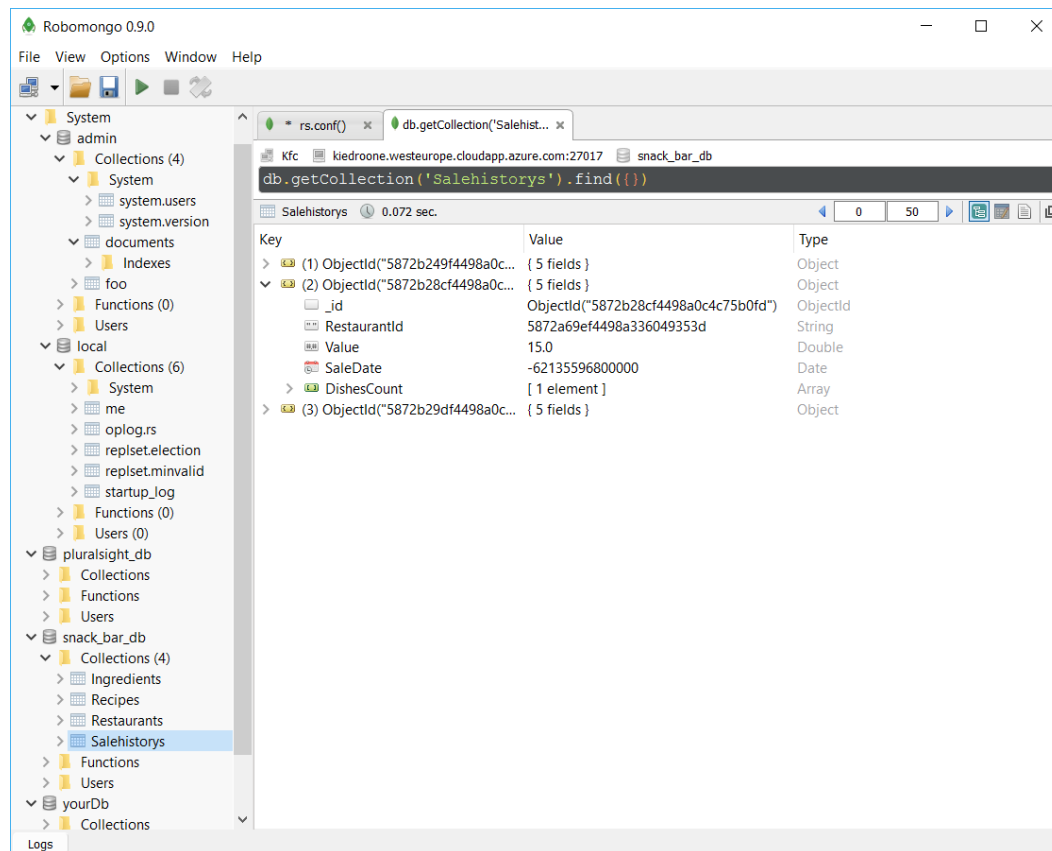 Robomongo 0.9.0
File View Options Window Help
System
admin
Collections (4)
System
system.users
system.version
documents
Indexes
foo
Functions (0)
Users
local
Collections (6)
System
me
oplog.rs
replset.election
replset.minvalid
startup_log
Functions (0)
Users (0)
pluralsight_db
Collections
Functions
Users
snack_bar_db
Collections (4)
Ingredients
Recipes
Restaurants
Salehistorys
Functions
Users
yourDb
Collections
Logs
* rs.conf() db.getCollection('Salehist...
Kfc kiedroone.westeurope.cloudapp.azure.com:27017 snack_bar_db
db.getCollection('Salehistorys').find({})
Salehistorys 0.072 sec. 0 50
Key Value Type
(1) ObjectId("5872b249f4498a0c... { 5 fields } Object
(2) ObjectId("5872b28cf4498a0c... { 5 fields } Object
_id ObjectId("5872b28cf4498a0c4c75b0fd") ObjectId
RestaurantId 5872a69ef4498a336049353d String
Value 15.0 Double
SaleDate -62135596800000 Date
DishesCount [ 1 element ] Array
(3) ObjectId("5872b29df4498a0c... { 5 fields } Object